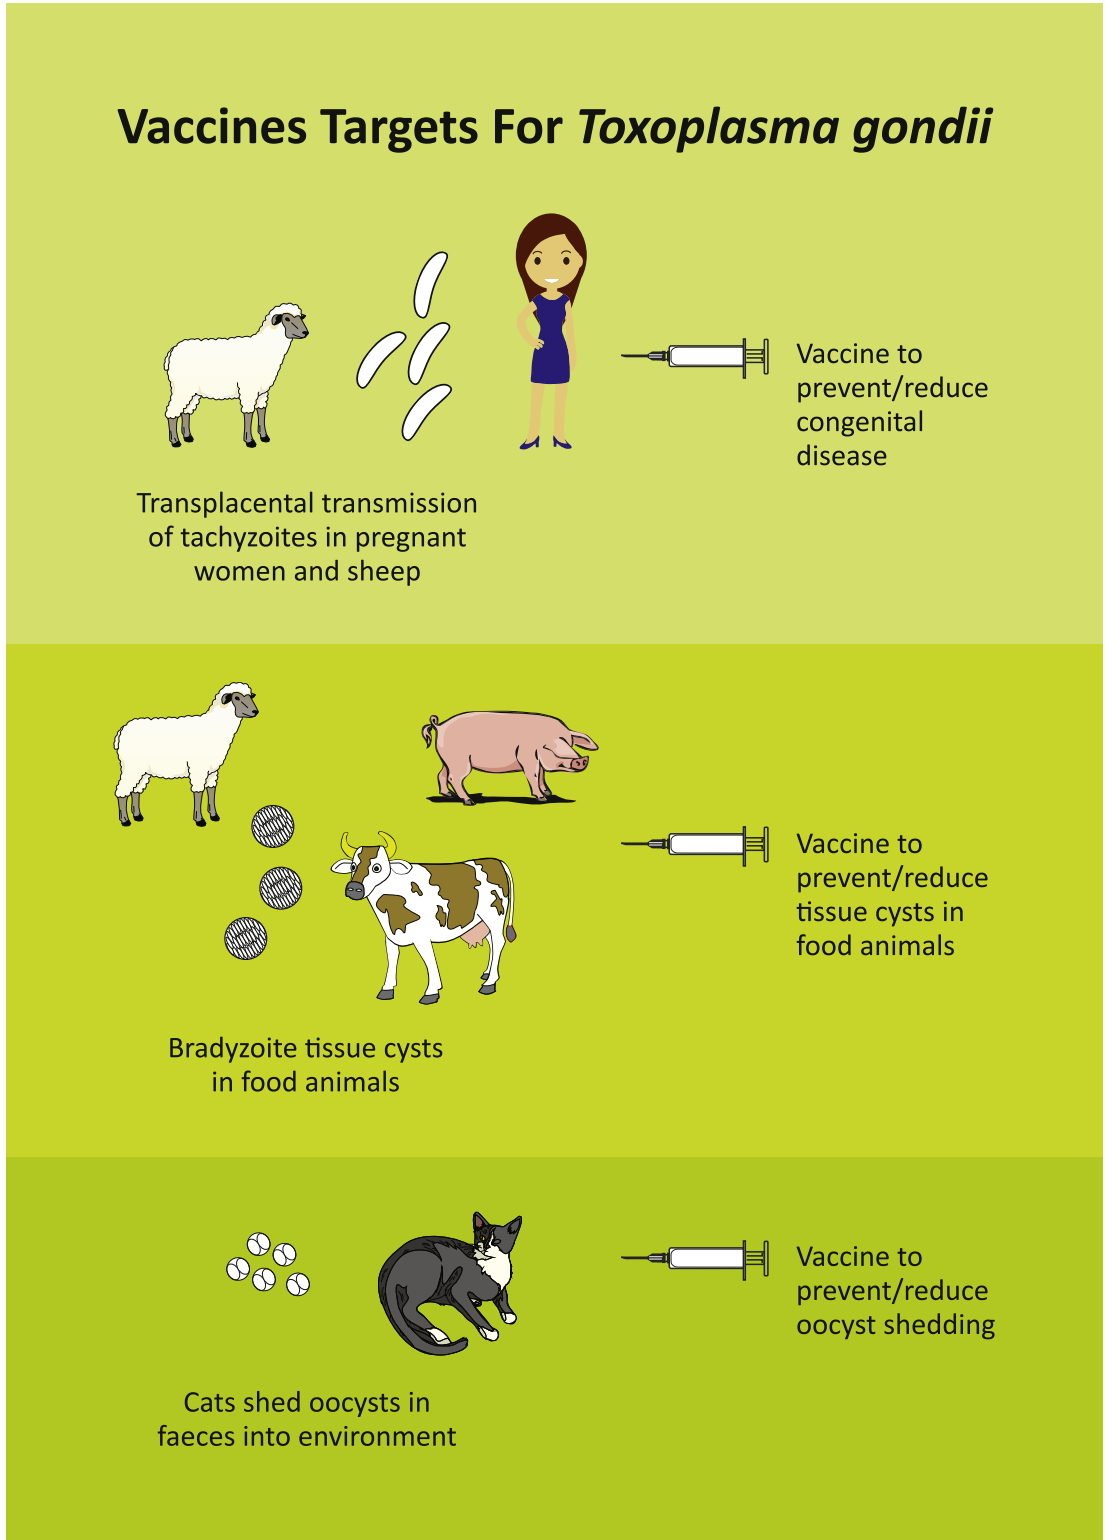 Vaccines Targets For Toxoplasma gondii
Vaccine to
prevent/reduce
congenital
disease
Transplacental transmission
of tachyzoites in pregnant
women and sheep
Vaccine to
prevent/reduce
tissue cysts in
food animals
Bradyzoite tissue cysts
in food animals
Vaccine to
prevent/reduce
oocyst shedding
Cats shed oocysts in
faeces into environment